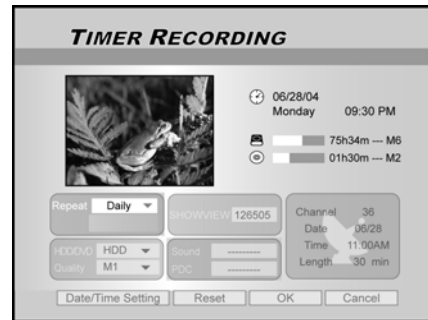 TIMER RECORDING
06/28/04
Monday 09:30 PM
75h34m --- M6
01h30m --- M2
Repeat Daily
SHOWVIEW 126505
HDD/DVD HDD
Quality M1
Sound ----------
PDC ----------
Channel 36
Date 06/28
Time 11:00AM
Length 30 min
Date/Time Setting Reset OK Cancel